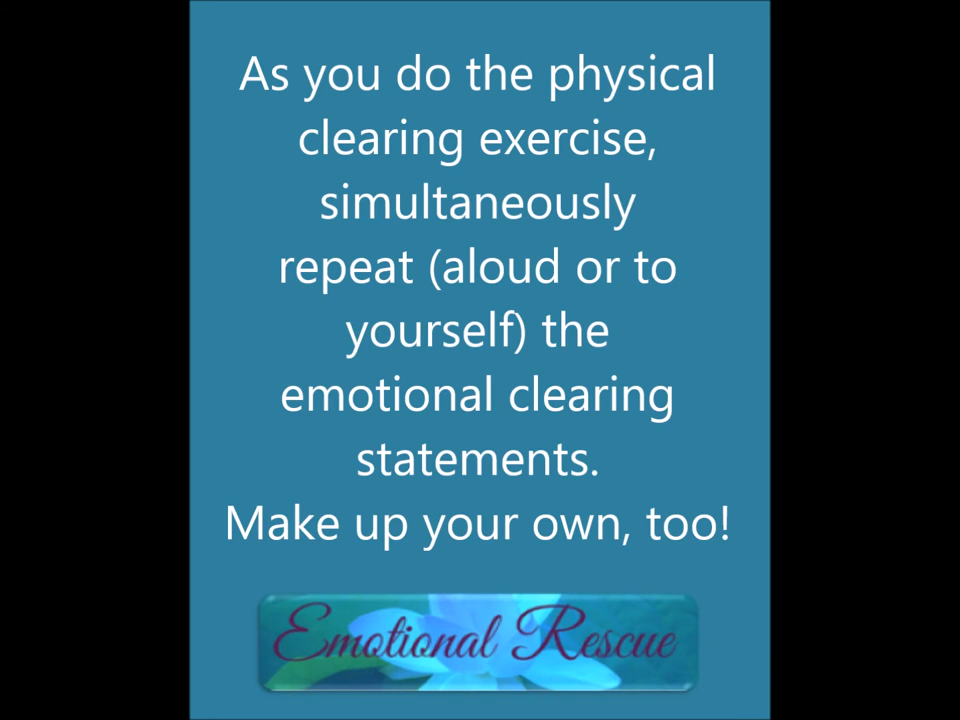 As you do the physical
clearing exercise,
simultaneously
repeat (aloud or to
yourself) the
emotional clearing
statements.
Make up your own, too!
Emotional Rescue